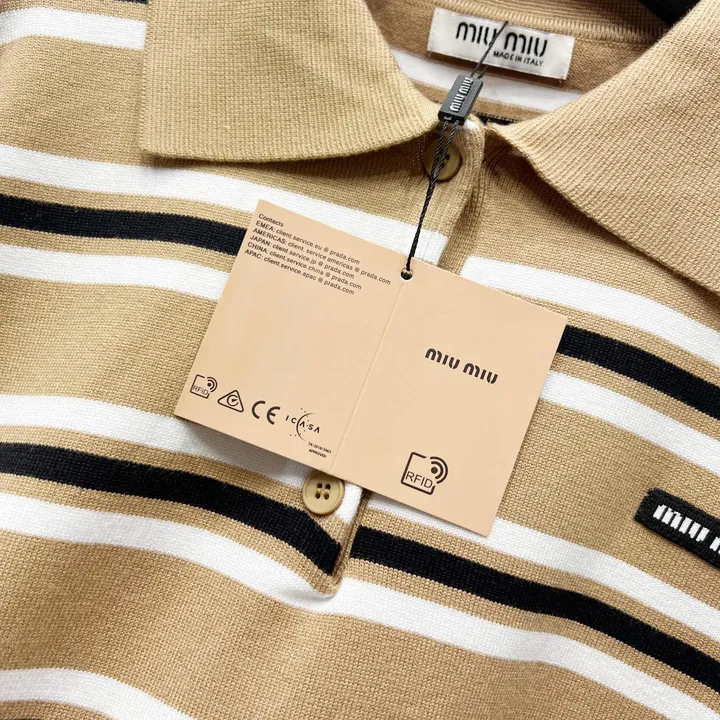 miu miu
MADE IN ITALY
miu miu
Contacts
EMEA: client.service.eu @ prada.com
AMERICAS: client. service.americas @ prada.com
JAPAN: client.service.jp @ prada.com
CHINA: client.service china @ prada.com
APAC: client.service.apac @ prada.com
miu miu
RFID
CE
ICASA
APPROVED
RFID
miu